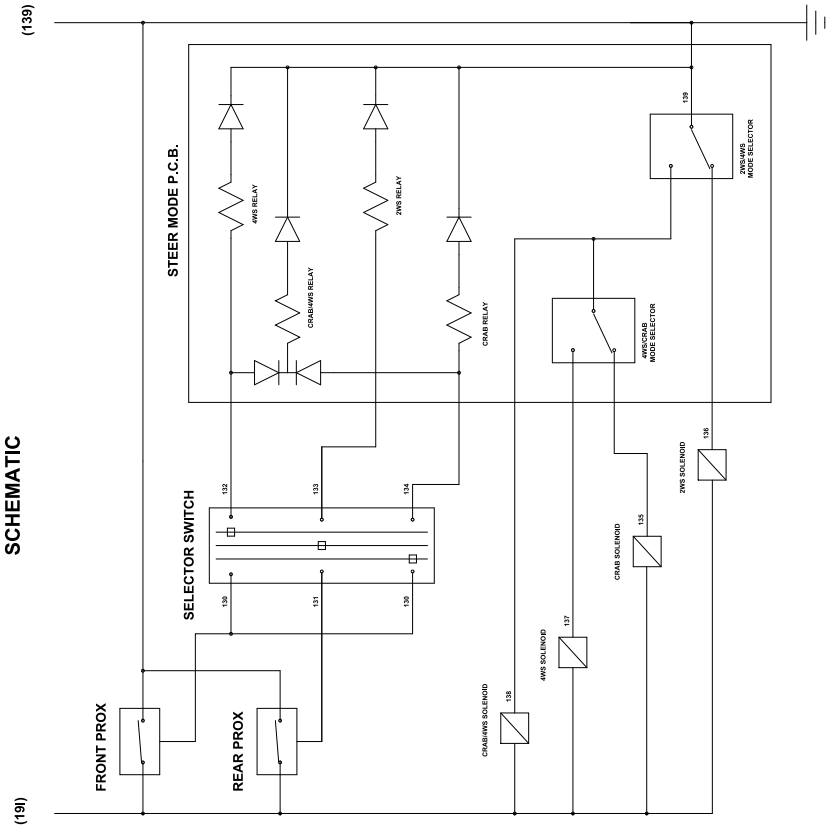 SCHEMATIC
(139)
(19I)
STEER MODE P.C.B.
4WS RELAY
CRAB/4WS RELAY
2WS RELAY
CRAB RELAY
139
2WS/4WS
MODE SELECTOR
4WS/CRAB
MODE SELECTOR
SELECTOR SWITCH
132
133
134
130
131
130
136
2WS SOLENOID
135
CRAB SOLENOID
137
4WS SOLENOID
138
CRAB/4WS SOLENOID
FRONT PROX
REAR PROX